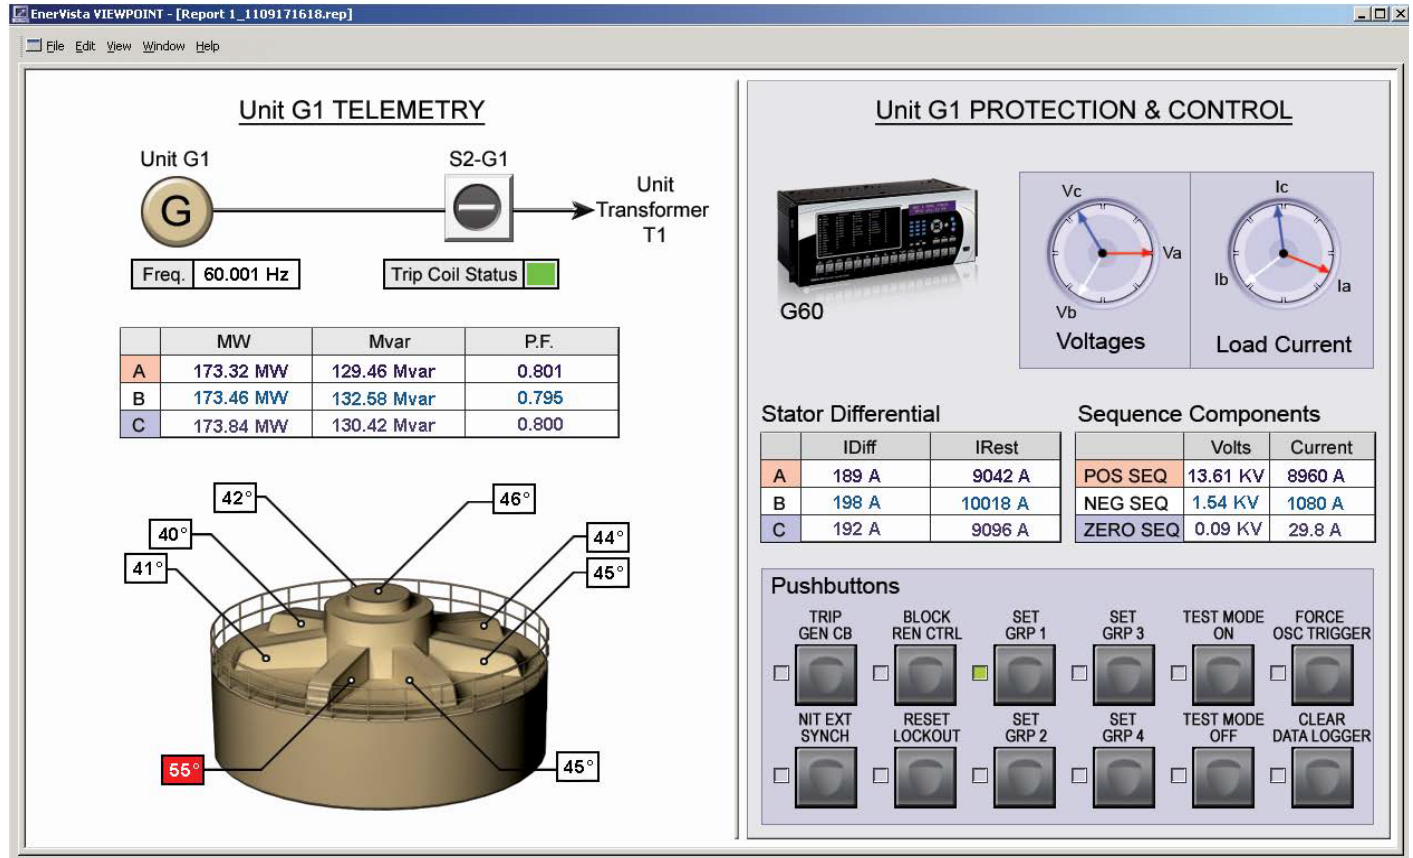 EnerVista VIEWPOINT - [Report 1_1109171618.rep]
File Edit View Window Help
Unit G1 TELEMETRY
Unit G1
S2-G1
G
Unit
Transformer
T1
Freq. 60.001 Hz
Trip Coil Status
MW Mvar P.F.
A 173.32 MW 129.46 Mvar 0.801
B 173.46 MW 132.58 Mvar 0.795
C 173.84 MW 130.42 Mvar 0.800
42°
46°
40°
44°
41°
45°
55°
45°
Unit G1 PROTECTION & CONTROL
G60
Vc
Va
Vb
Voltages
Ic
Ib
Ia
Load Current
Stator Differential
IDiff IRest
A 189 A 9042 A
B 198 A 10018 A
C 192 A 9096 A
Sequence Components
Volts Current
POS SEQ 13.61 KV 8960 A
NEG SEQ 1.54 KV 1080 A
ZERO SEQ 0.09 KV 29.8 A
Pushbuttons
TRIP
GEN CB
BLOCK
REN CTRL
SET
GRP 1
SET
GRP 3
TEST MODE
ON
FORCE
OSC TRIGGER
NIT EXT
SYNCH
RESET
LOCKOUT
SET
GRP 2
SET
GRP 4
TEST MODE
OFF
CLEAR
DATA LOGGER